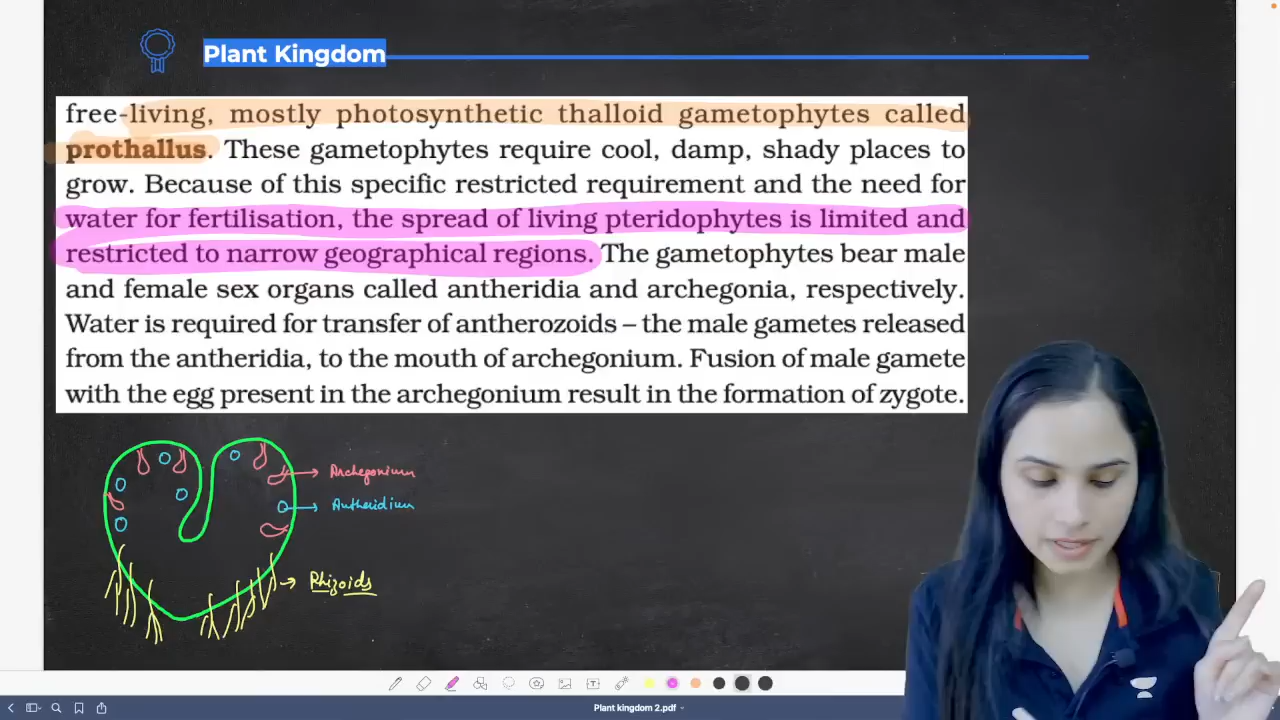 Plant Kingdom
free-living, mostly photosynthetic thalloid gametophytes called
prothallus. These gametophytes require cool, damp, shady places to
grow. Because of this specific restricted requirement and the need for
water for fertilisation, the spread of living pteridophytes is limited and
restricted to narrow geographical regions. The gametophytes bear male
and female sex organs called antheridia and archegonia, respectively.
Water is required for transfer of antherozoids – the male gametes released
from the antheridia, to the mouth of archegonium. Fusion of male gamete
with the egg present in the archegonium result in the formation of zygote.
Archegonium
Antheridium
Rhizoids
Plant kingdom 2.pdf